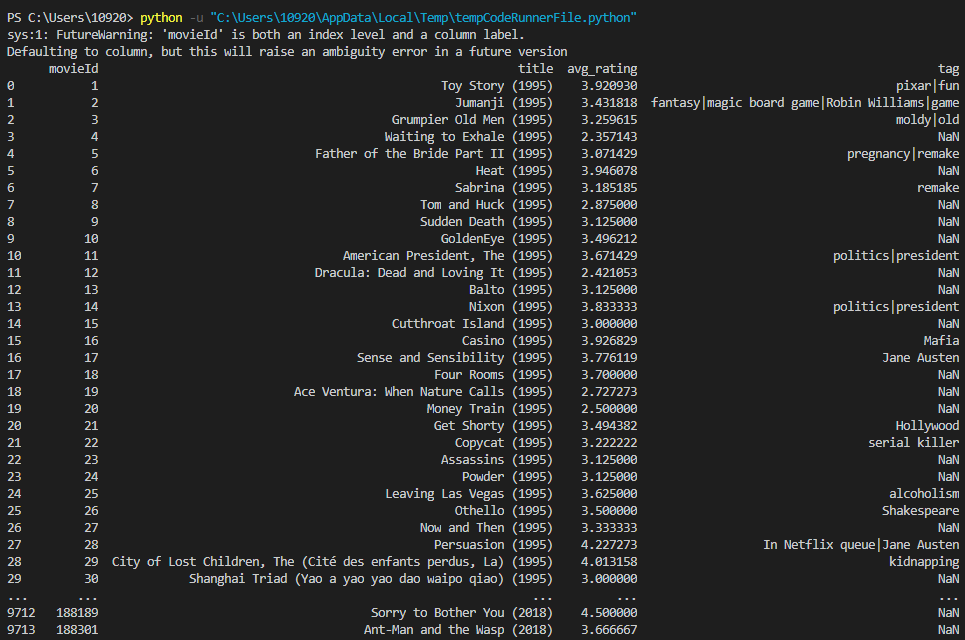 PS C:\Users\10920> python -u "C:\Users\10920\AppData\Local\Temp\tempCodeRunnerFile.python"
sys:1: FutureWarning: 'movieId' is both an index level and a column label.
Defaulting to column, but this will raise an ambiguity error in a future version
movieId title avg_rating tag
0 1 Toy Story (1995) 3.920930 pixar|fun
1 2 Jumanji (1995) 3.431818 fantasy|magic board game|Robin Williams|game
2 3 Grumpier Old Men (1995) 3.259615 moldy|old
3 4 Waiting to Exhale (1995) 2.357143 NaN
4 5 Father of the Bride Part II (1995) 3.071429 pregnancy|remake
5 6 Heat (1995) 3.946078 NaN
6 7 Sabrina (1995) 3.185185 remake
7 8 Tom and Huck (1995) 2.875000 NaN
8 9 Sudden Death (1995) 3.125000 NaN
9 10 GoldenEye (1995) 3.496212 NaN
10 11 American President, The (1995) 3.671429 politics|president
11 12 Dracula: Dead and Loving It (1995) 2.421053 NaN
12 13 Balto (1995) 3.125000 NaN
13 14 Nixon (1995) 3.833333 politics|president
14 15 Cutthroat Island (1995) 3.000000 NaN
15 16 Casino (1995) 3.926829 Mafia
16 17 Sense and Sensibility (1995) 3.776119 Jane Austen
17 18 Four Rooms (1995) 3.700000 NaN
18 19 Ace Ventura: When Nature Calls (1995) 2.727273 NaN
19 20 Money Train (1995) 2.500000 NaN
20 21 Get Shorty (1995) 3.494382 Hollywood
21 22 Copycat (1995) 3.222222 serial killer
22 23 Assassins (1995) 3.125000 NaN
23 24 Powder (1995) 3.125000 NaN
24 25 Leaving Las Vegas (1995) 3.625000 alcoholism
25 26 Othello (1995) 3.500000 Shakespeare
26 27 Now and Then (1995) 3.333333 NaN
27 28 Persuasion (1995) 4.227273 In Netflix queue|Jane Austen
28 29 City of Lost Children, The (Cité des enfants perdus, La) (1995) 4.013158 kidnapping
29 30 Shanghai Triad (Yao a yao yao dao waipo qiao) (1995) 3.000000 NaN
... ... ... ... ...
9712 188189 Sorry to Bother You (2018) 4.500000 NaN
9713 188301 Ant-Man and the Wasp (2018) 3.666667 NaN